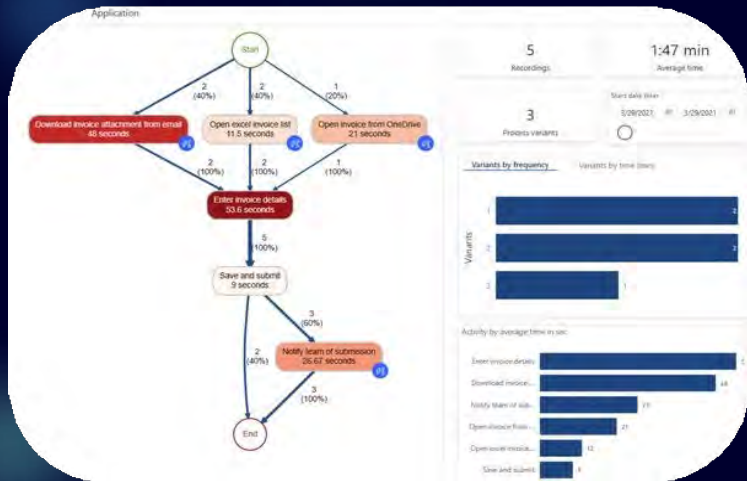 Application
Start
2
(40%)
2
(40%)
1
(20%)
Download invoice attachment from email
48 seconds
Open excel invoice list
11.5 seconds
Open invoice from OneDrive
21 seconds
2
(100%)
2
(100%)
1
(100%)
Enter invoice details
53.6 seconds
5
(100%)
Save and submit
9 seconds
3
(60%)
2
(40%)
Notify team of submission
26.67 seconds
3
(100%)
End
5
Recordings
1:47 min
Average time
3
Process variants
Start date filter
3/29/2021
3/29/2021
Variants by frequency
Variants by time (sec)
Variants
1
2
2
2
3
1
Activity by average time in sec
Enter invoice details
Download invoice...
48
Notify team of sub...
Open invoice from ...
21
Open excel invoice...
12
Save and submit
9